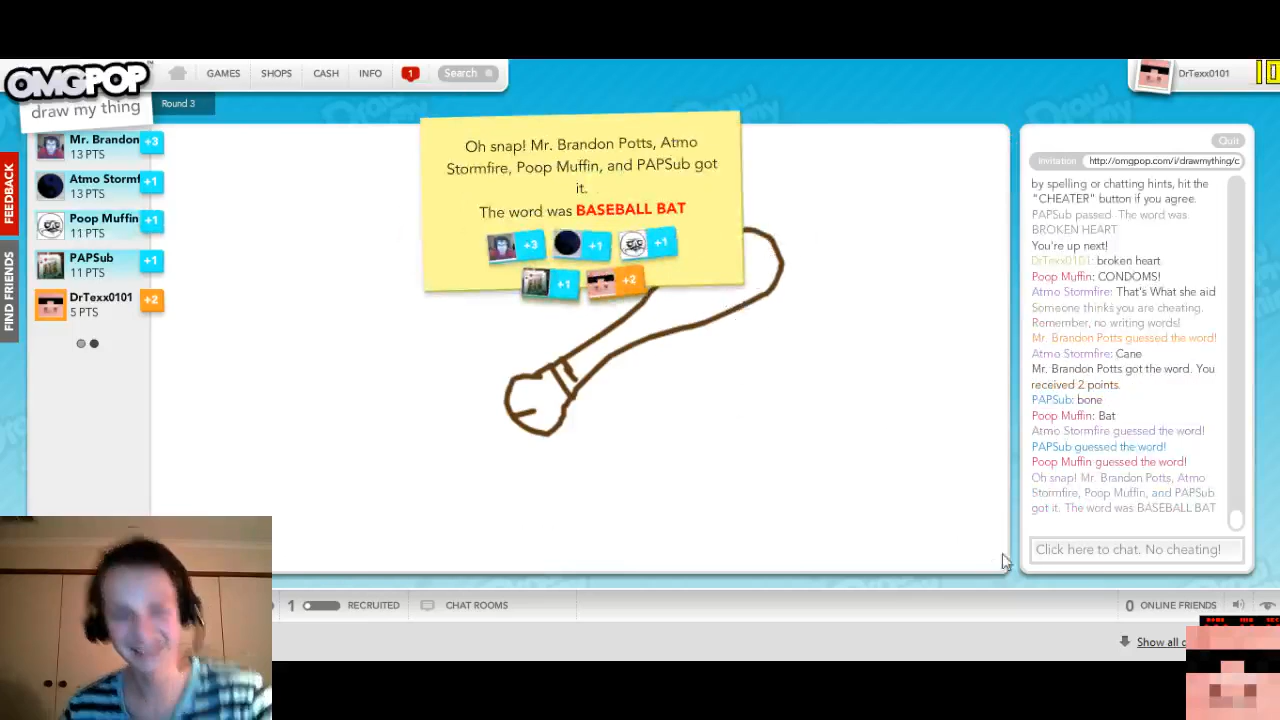 OMGPOP
GAMES
SHOPS
CASH
INFO
1
Search
DrTexx0101
draw my thing
Round 3
Mr. Brandon
+3
13 PTS
Atmo Stormf
+1
13 PTS
Poop Muffin
+1
11 PTS
PAPSub
+1
11 PTS
DrTexx0101
+2
5 PTS
FEEDBACK
FIND FRIENDS
Oh snap! Mr. Brandon Potts, Atmo
Stormfire, Poop Muffin, and PAPSub got
it.
The word was BASEBALL BAT
+3
+1
+1
+1
+2
Quit
Invitation http://omgpop.com/i/drawmything/c
by spelling or chatting hints, hit the
"CHEATER" button if you agree.
PAPSub passed. The word was
BROKEN HEART
You're up next!
DrTexx0101: broken heart
Poop Muffin: CONDOMS!
Atmo Stormfire: That's What she aid
Someone thinks you are cheating.
Remember, no writing words!
Mr. Brandon Potts guessed the word!
Atmo Stormfire: Cane
Mr. Brandon Potts got the word. You
received 2 points.
PAPSub: bone
Poop Muffin: Bat
Atmo Stormfire guessed the word!
PAPSub guessed the word!
Poop Muffin guessed the word!
Oh snap! Mr. Brandon Potts, Atmo
Stormfire, Poop Muffin, and PAPSub
got it. The word was BASEBALL BAT
Click here to chat. No cheating!
1 RECRUITED
CHAT ROOMS
0 ONLINE FRIENDS
Show all